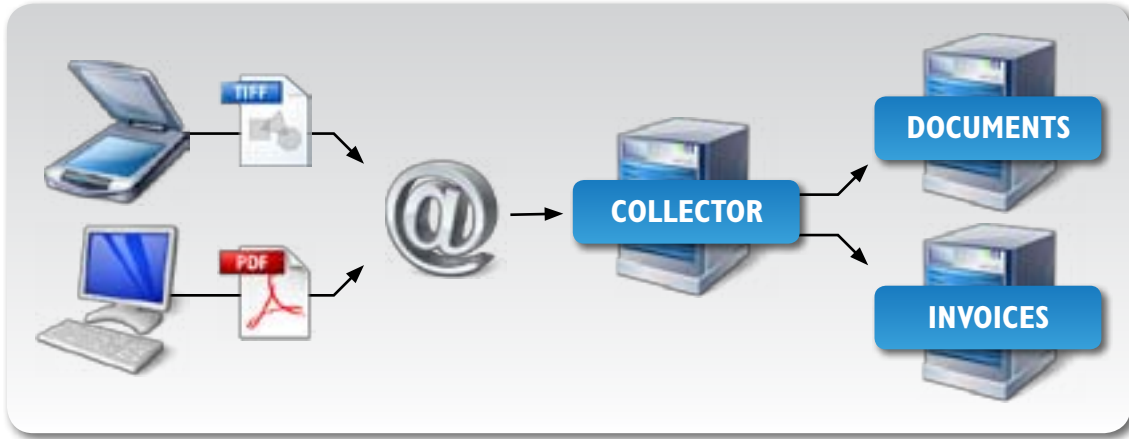 TIFF
PDF
@
COLLECTOR
DOCUMENTS
INVOICES